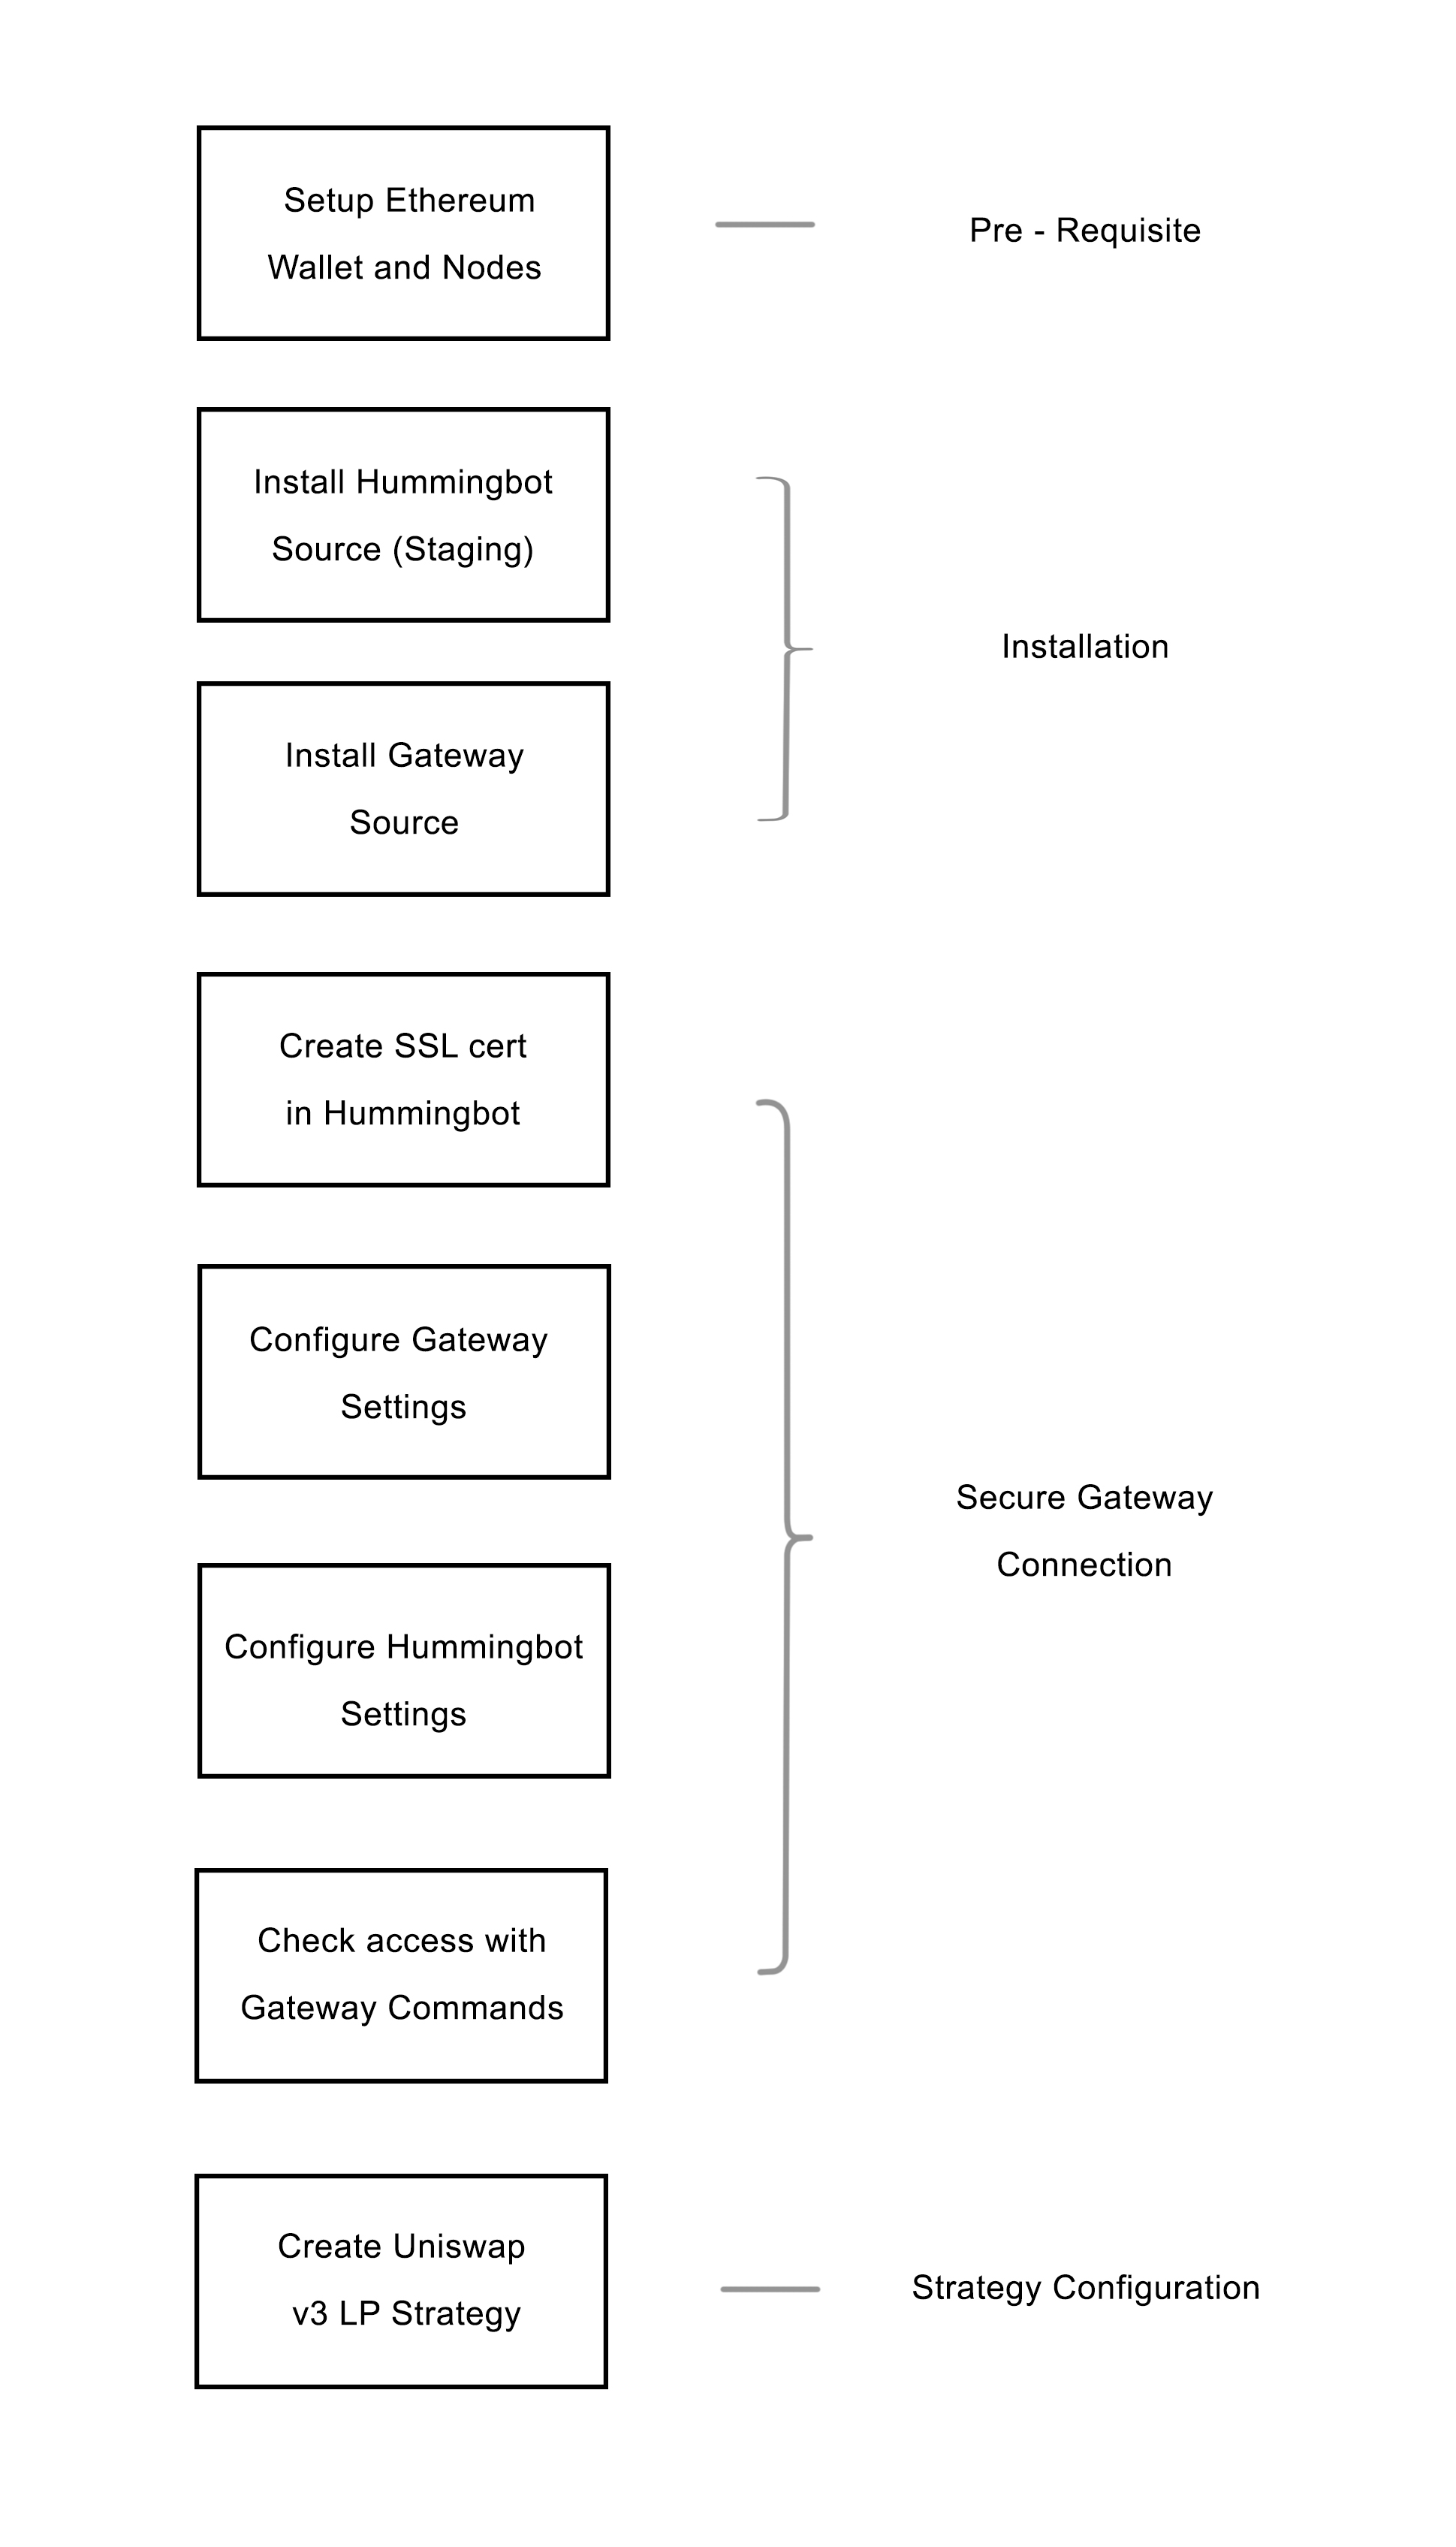 Setup Ethereum
Wallet and Nodes
Pre - Requisite
Install Hummingbot
Source (Staging)
Install Gateway
Source
Installation
Create SSL cert
in Hummingbot
Configure Gateway
Settings
Configure Hummingbot
Settings
Check access with
Gateway Commands
Secure Gateway
Connection
Create Uniswap
v3 LP Strategy
Strategy Configuration